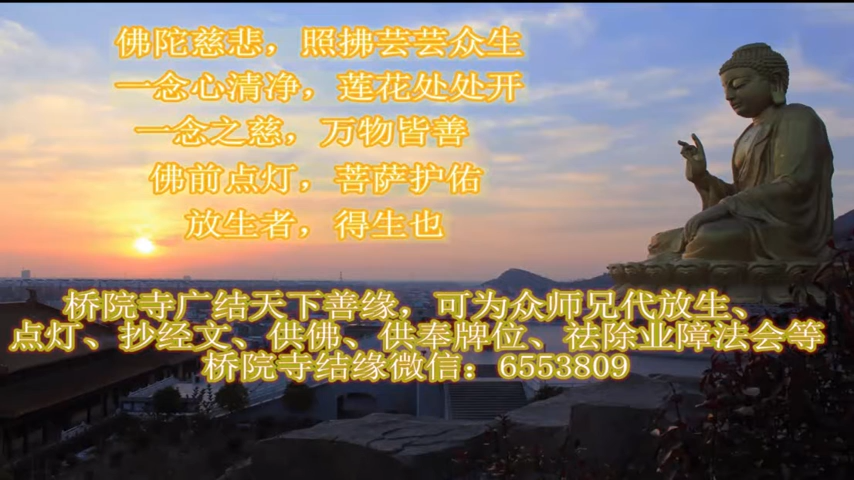 佛陀慈悲，照拂芸芸众生
一念心清净，莲花处处开
一念之慈，万物皆善
佛前点灯，菩萨护佑
放生者，得生也
桥院寺广结天下善缘，可为众师兄代放生、
点灯、抄经文、供佛、供奉牌位、祛除业障法会等
桥院寺结缘微信：6553809